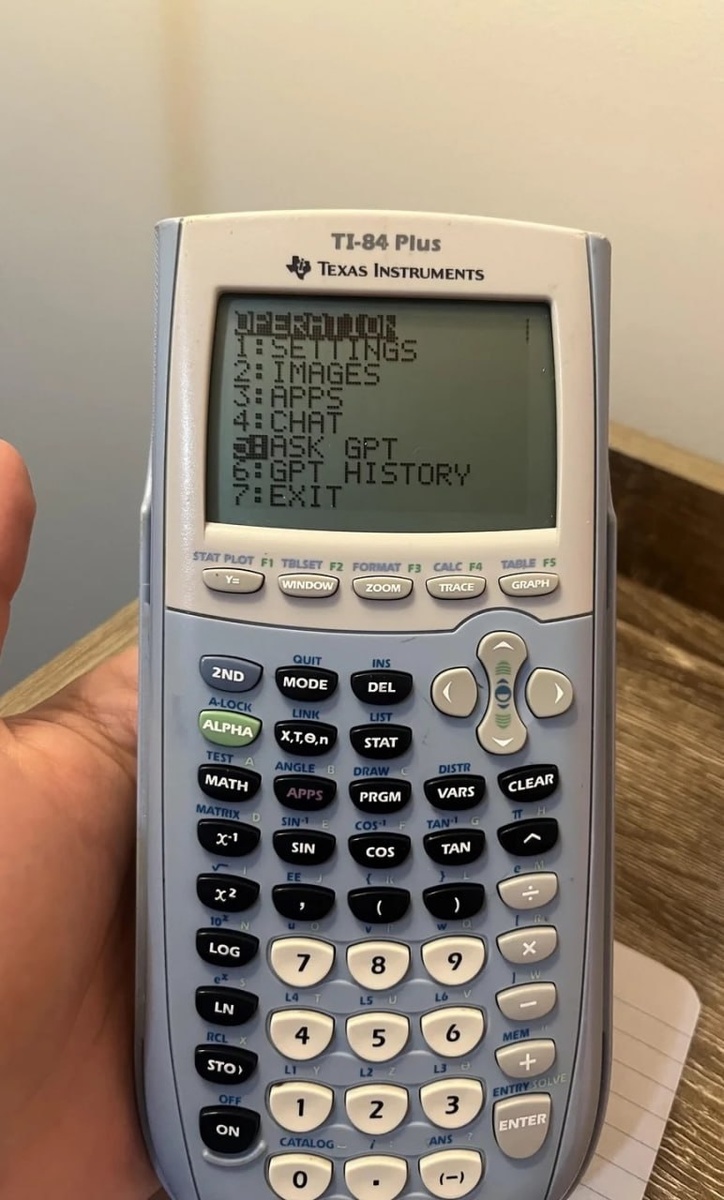 TI-84 Plus
TEXAS INSTRUMENTS
OPERATION
1:SETTINGS
2:IMAGES
3:APPS
4:CHAT
5:ASK GPT
6:GPT HISTORY
7:EXIT
STAT PLOT F1 TBLSET F2 FORMAT F3 CALC F4 TABLE F5
Y= WINDOW ZOOM TRACE GRAPH
QUIT INS
2ND MODE DEL
A-LOCK LINK LIST
ALPHA X,T,Θ,n STAT
TEST A ANGLE B DRAW C DISTR
MATH APPS PRGM VARS CLEAR
MATRIX D SIN⁻¹ E COS⁻¹ F TAN⁻¹ G π H
x⁻¹ SIN COS TAN ^
√ I EE J { K } L e M
x² , ( ) ÷
10ˣ N u O v P w Q [ R
LOG 7 8 9 ×
eˣ S L4 T L5 U L6 V ] W
LN 4 5 6 −
RCL X L1 Y L2 Z L3 θ MEM
STO› 1 2 3 +
OFF CATALOG i ANS ? ENTRY SOLVE
ON 0 . (−) ENTER